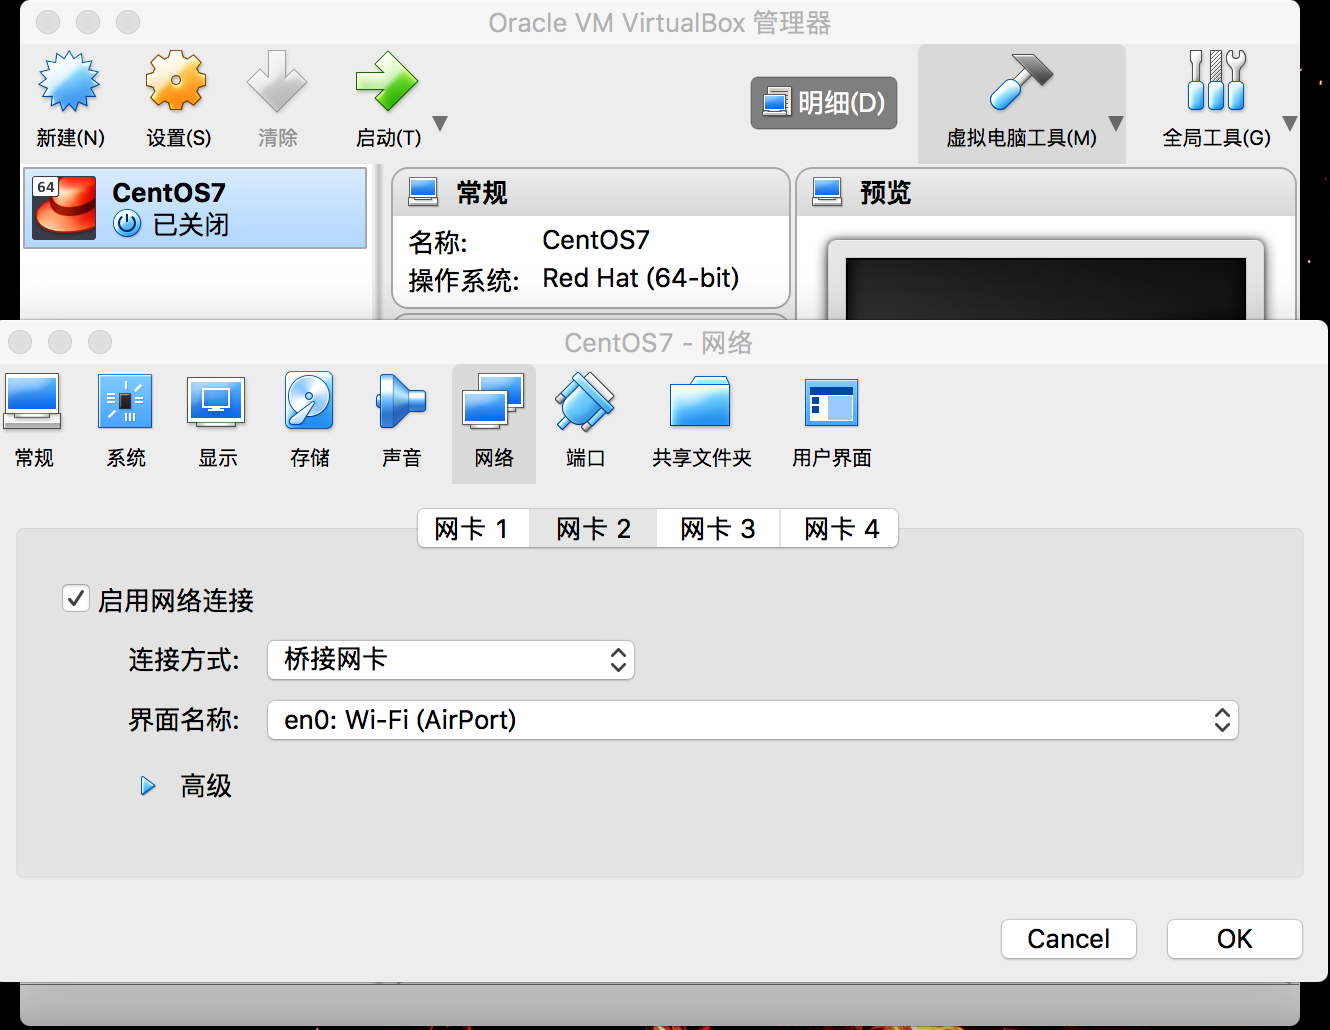 Oracle VM VirtualBox 管理器
新建(N)
设置(S)
清除
启动(T)
明细(D)
虚拟电脑工具(M)
全局工具(G)
64
CentOS7
已关闭
常规
名称: CentOS7
操作系统: Red Hat (64-bit)
预览
CentOS7 - 网络
常规
系统
显示
存储
声音
网络
端口
共享文件夹
用户界面
网卡 1
网卡 2
网卡 3
网卡 4
启用网络连接
连接方式: 桥接网卡
界面名称: en0: Wi-Fi (AirPort)
高级
Cancel
OK